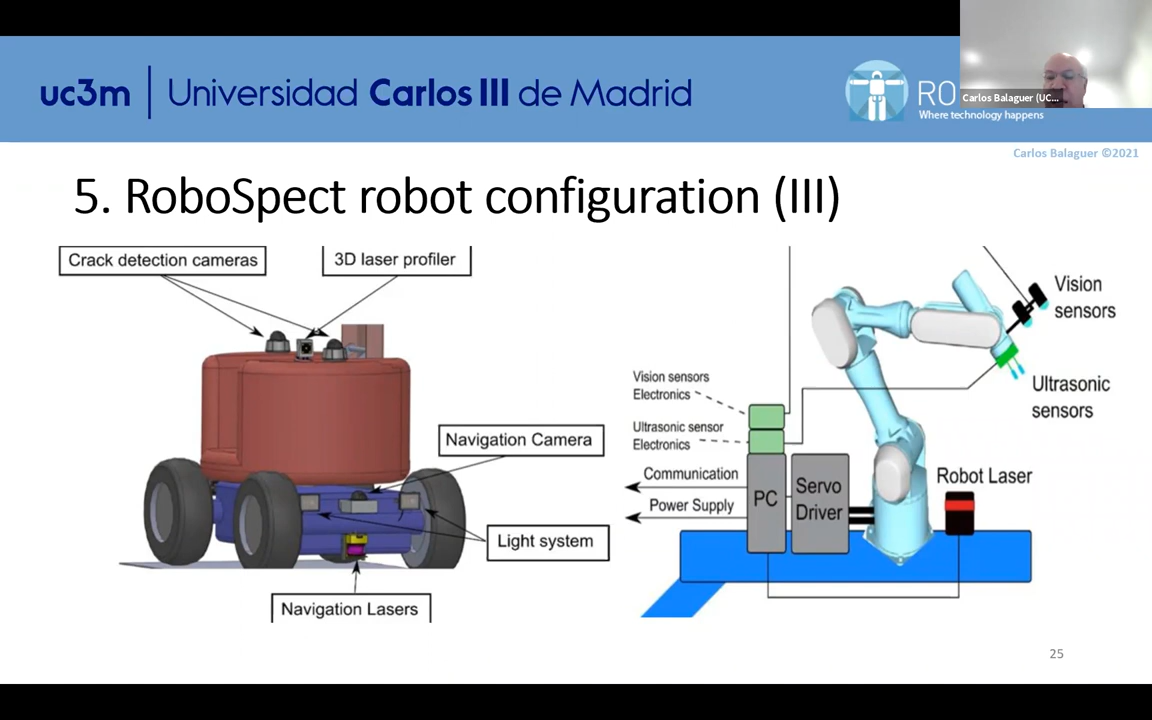 uc3m | Universidad Carlos III de Madrid
RO
Where technology happens
Carlos Balaguer (UC...
Carlos Balaguer ©2021
5. RoboSpect robot configuration (III)
Crack detection cameras
3D laser profiler
Navigation Camera
Light system
Navigation Lasers
Vision
sensors
Ultrasonic
sensors
Vision sensors
Electronics
Ultrasonic sensor
Electronics
Communication
Power Supply
PC
Servo
Driver
Robot Laser
25